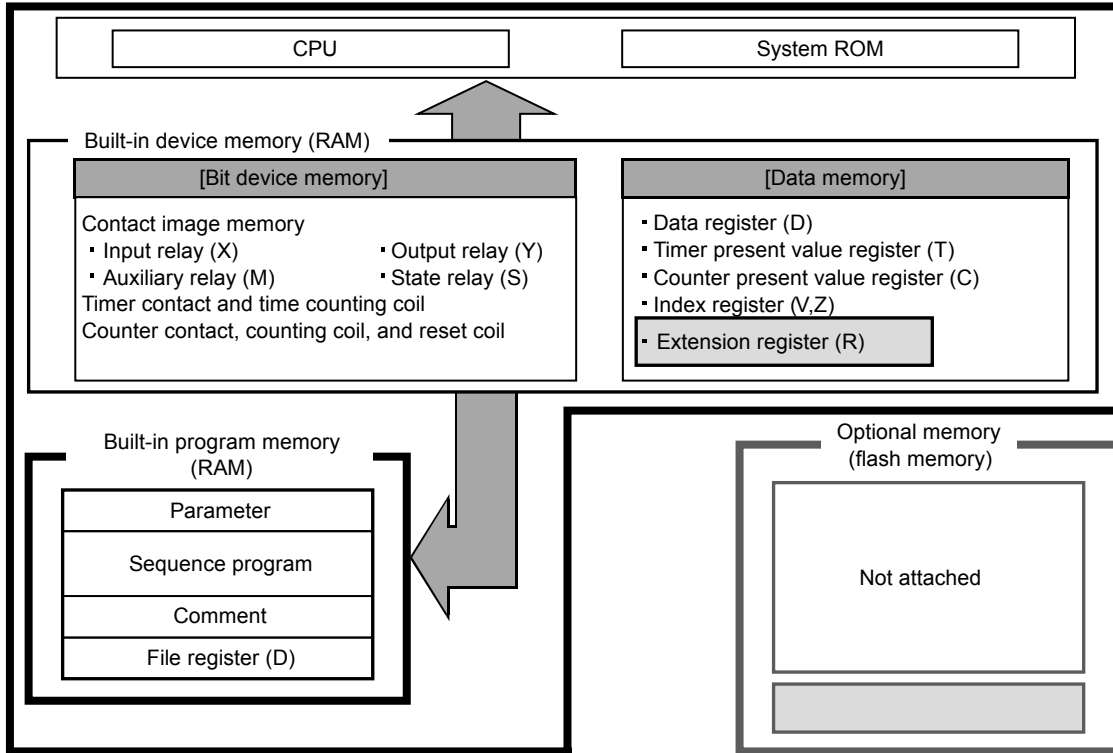 CPU
System ROM
Built-in device memory (RAM)
[Bit device memory]
Contact image memory
▪ Input relay (X) ▪ Output relay (Y)
▪ Auxiliary relay (M) ▪ State relay (S)
Timer contact and time counting coil
Counter contact, counting coil, and reset coil
[Data memory]
▪ Data register (D)
▪ Timer present value register (T)
▪ Counter present value register (C)
▪ Index register (V,Z)
▪ Extension register (R)
Built-in program memory
(RAM)
Parameter
Sequence program
Comment
File register (D)
Optional memory
(flash memory)
Not attached